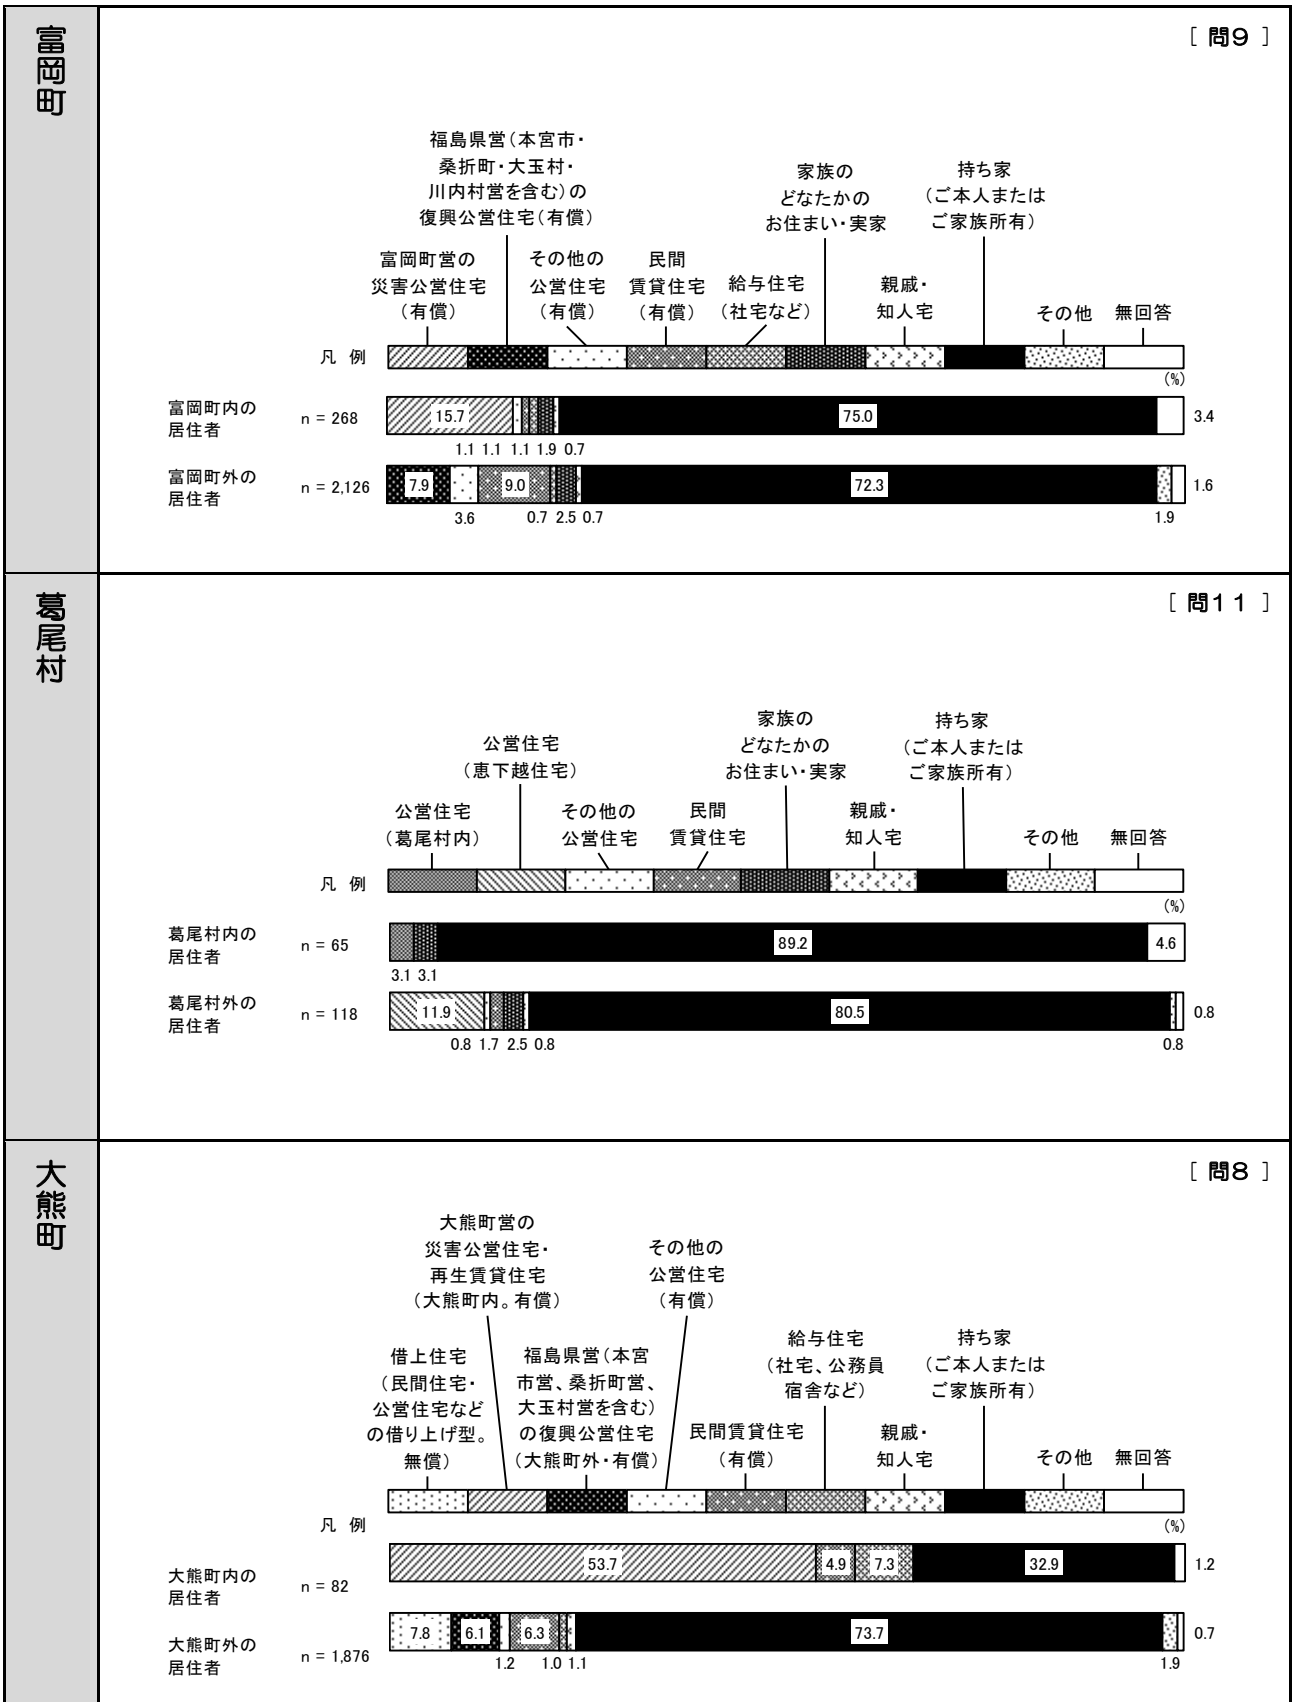 富岡町
[ 問9 ]
福島県営(本宮市・
桑折町・大玉村・
川内村営を含む)の
復興公営住宅(有償)
家族の
どなたかの
お住まい・実家
持ち家
(ご本人または
ご家族所有)
富岡町営の
災害公営住宅
(有償)
その他の
公営住宅
(有償)
民間
賃貸住宅
(有償)
給与住宅
(社宅など)
親戚・
知人宅
その他
無回答
凡 例
(%)
富岡町内の
居住者
n = 268
15.7
75.0
3.4
1.1 1.1 1.1 1.9 0.7
富岡町外の
居住者
n = 2,126
7.9
9.0
72.3
1.6
3.6 0.7 2.5 0.7 1.9
葛尾村
[ 問11 ]
公営住宅
(恵下越住宅)
家族の
どなたかの
お住まい・実家
持ち家
(ご本人または
ご家族所有)
公営住宅
(葛尾村内)
その他の
公営住宅
民間
賃貸住宅
親戚・
知人宅
その他
無回答
凡 例
(%)
葛尾村内の
居住者
n = 65
89.2
4.6
3.1 3.1
葛尾村外の
居住者
n = 118
11.9
80.5
0.8
0.8 1.7 2.5 0.8 0.8
大熊町
[ 問8 ]
大熊町営の
災害公営住宅・
再生賃貸住宅
(大熊町内。有償)
その他の
公営住宅
(有償)
借上住宅
(民間住宅・
公営住宅など
の借り上げ型。
無償)
福島県営(本宮
市営、桑折町営、
大玉村営を含む)
の復興公営住宅
(大熊町外・有償)
民間賃貸住宅
(有償)
給与住宅
(社宅、公務員
宿舎など)
親戚・
知人宅
持ち家
(ご本人または
ご家族所有)
その他
無回答
凡 例
(%)
大熊町内の
居住者
n = 82
53.7
4.9
7.3
32.9
1.2
大熊町外の
居住者
n = 1,876
7.8
6.1
6.3
73.7
0.7
1.2 1.0 1.1 1.9